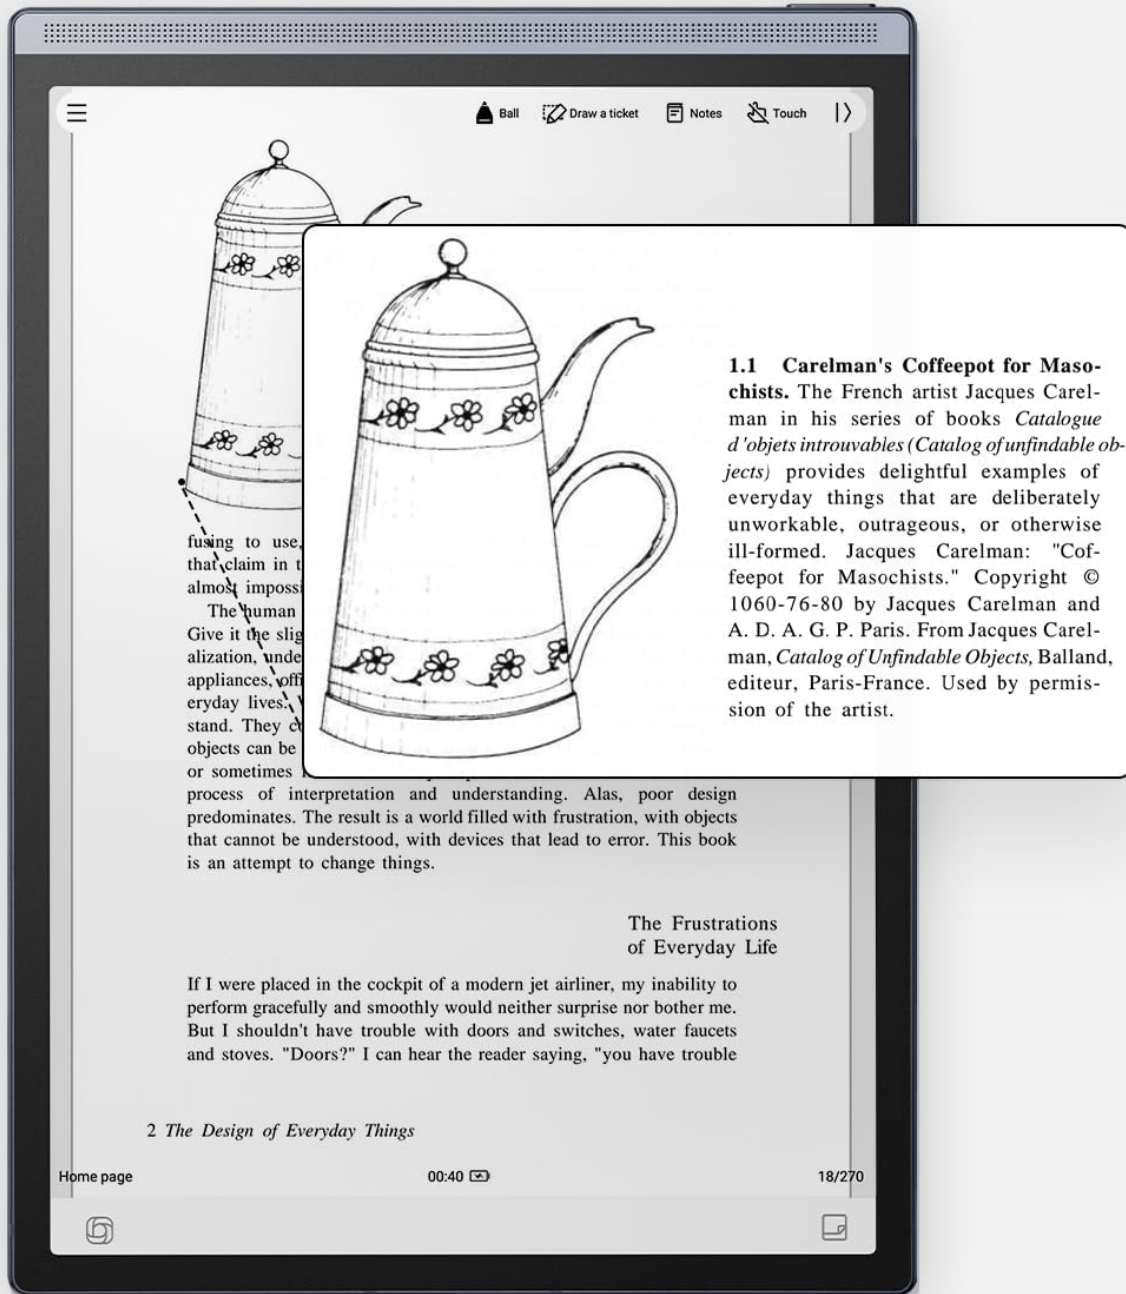 Ball
Draw a ticket
Notes
Touch
1.1 Carelman's Coffeepot for Maso-
chists. The French artist Jacques Carel-
man in his series of books Catalogue
d'objets introuvables (Catalog of unfindable ob-
jects) provides delightful examples of
everyday things that are deliberately
unworkable, outrageous, or otherwise
ill-formed. Jacques Carelman: "Cof-
feepot for Masochists." Copyright ©
1060-76-80 by Jacques Carelman and
A. D. A. G. P. Paris. From Jacques Carel-
man, Catalog of Unfindable Objects, Balland,
editeur, Paris-France. Used by permis-
sion of the artist.
fusing to use,
that claim in
almost
The human
Give it the
alization,
appliances,
eryday lives.
stand. They
objects can be
or sometimes
process of interpretation and understanding. Alas, poor design
predominates. The result is a world filled with frustration, with objects
that cannot be understood, with devices that lead to error. This book
is an attempt to change things.
The Frustrations
of Everyday Life
If I were placed in the cockpit of a modern jet airliner, my inability to
perform gracefully and smoothly would neither surprise nor bother me.
But I shouldn't have trouble with doors and switches, water faucets
and stoves. "Doors?" I can hear the reader saying, "you have trouble
2 The Design of Everyday Things
Home page
00:40
18/270